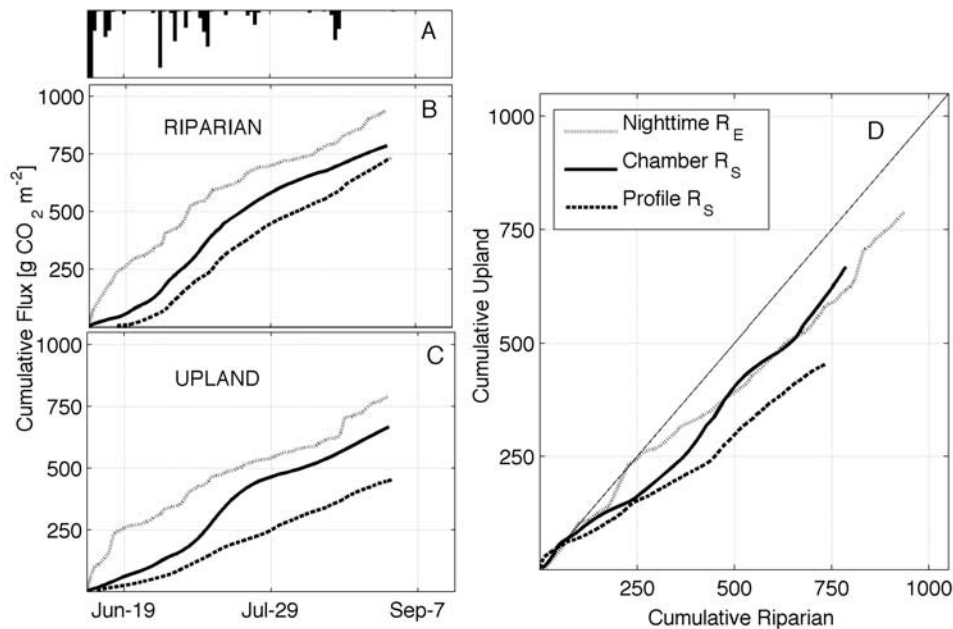 A
1000
750
500
250
RIPARIAN
B
Cumulative Flux [g CO2 m-2]
1000
750
500
250
UPLAND
C
Jun-19 Jul-29 Sep-7
1000
750
500
250
Cumulative Upland
Nighttime RE
Chamber RS
Profile RS
D
250 500 750 1000
Cumulative Riparian